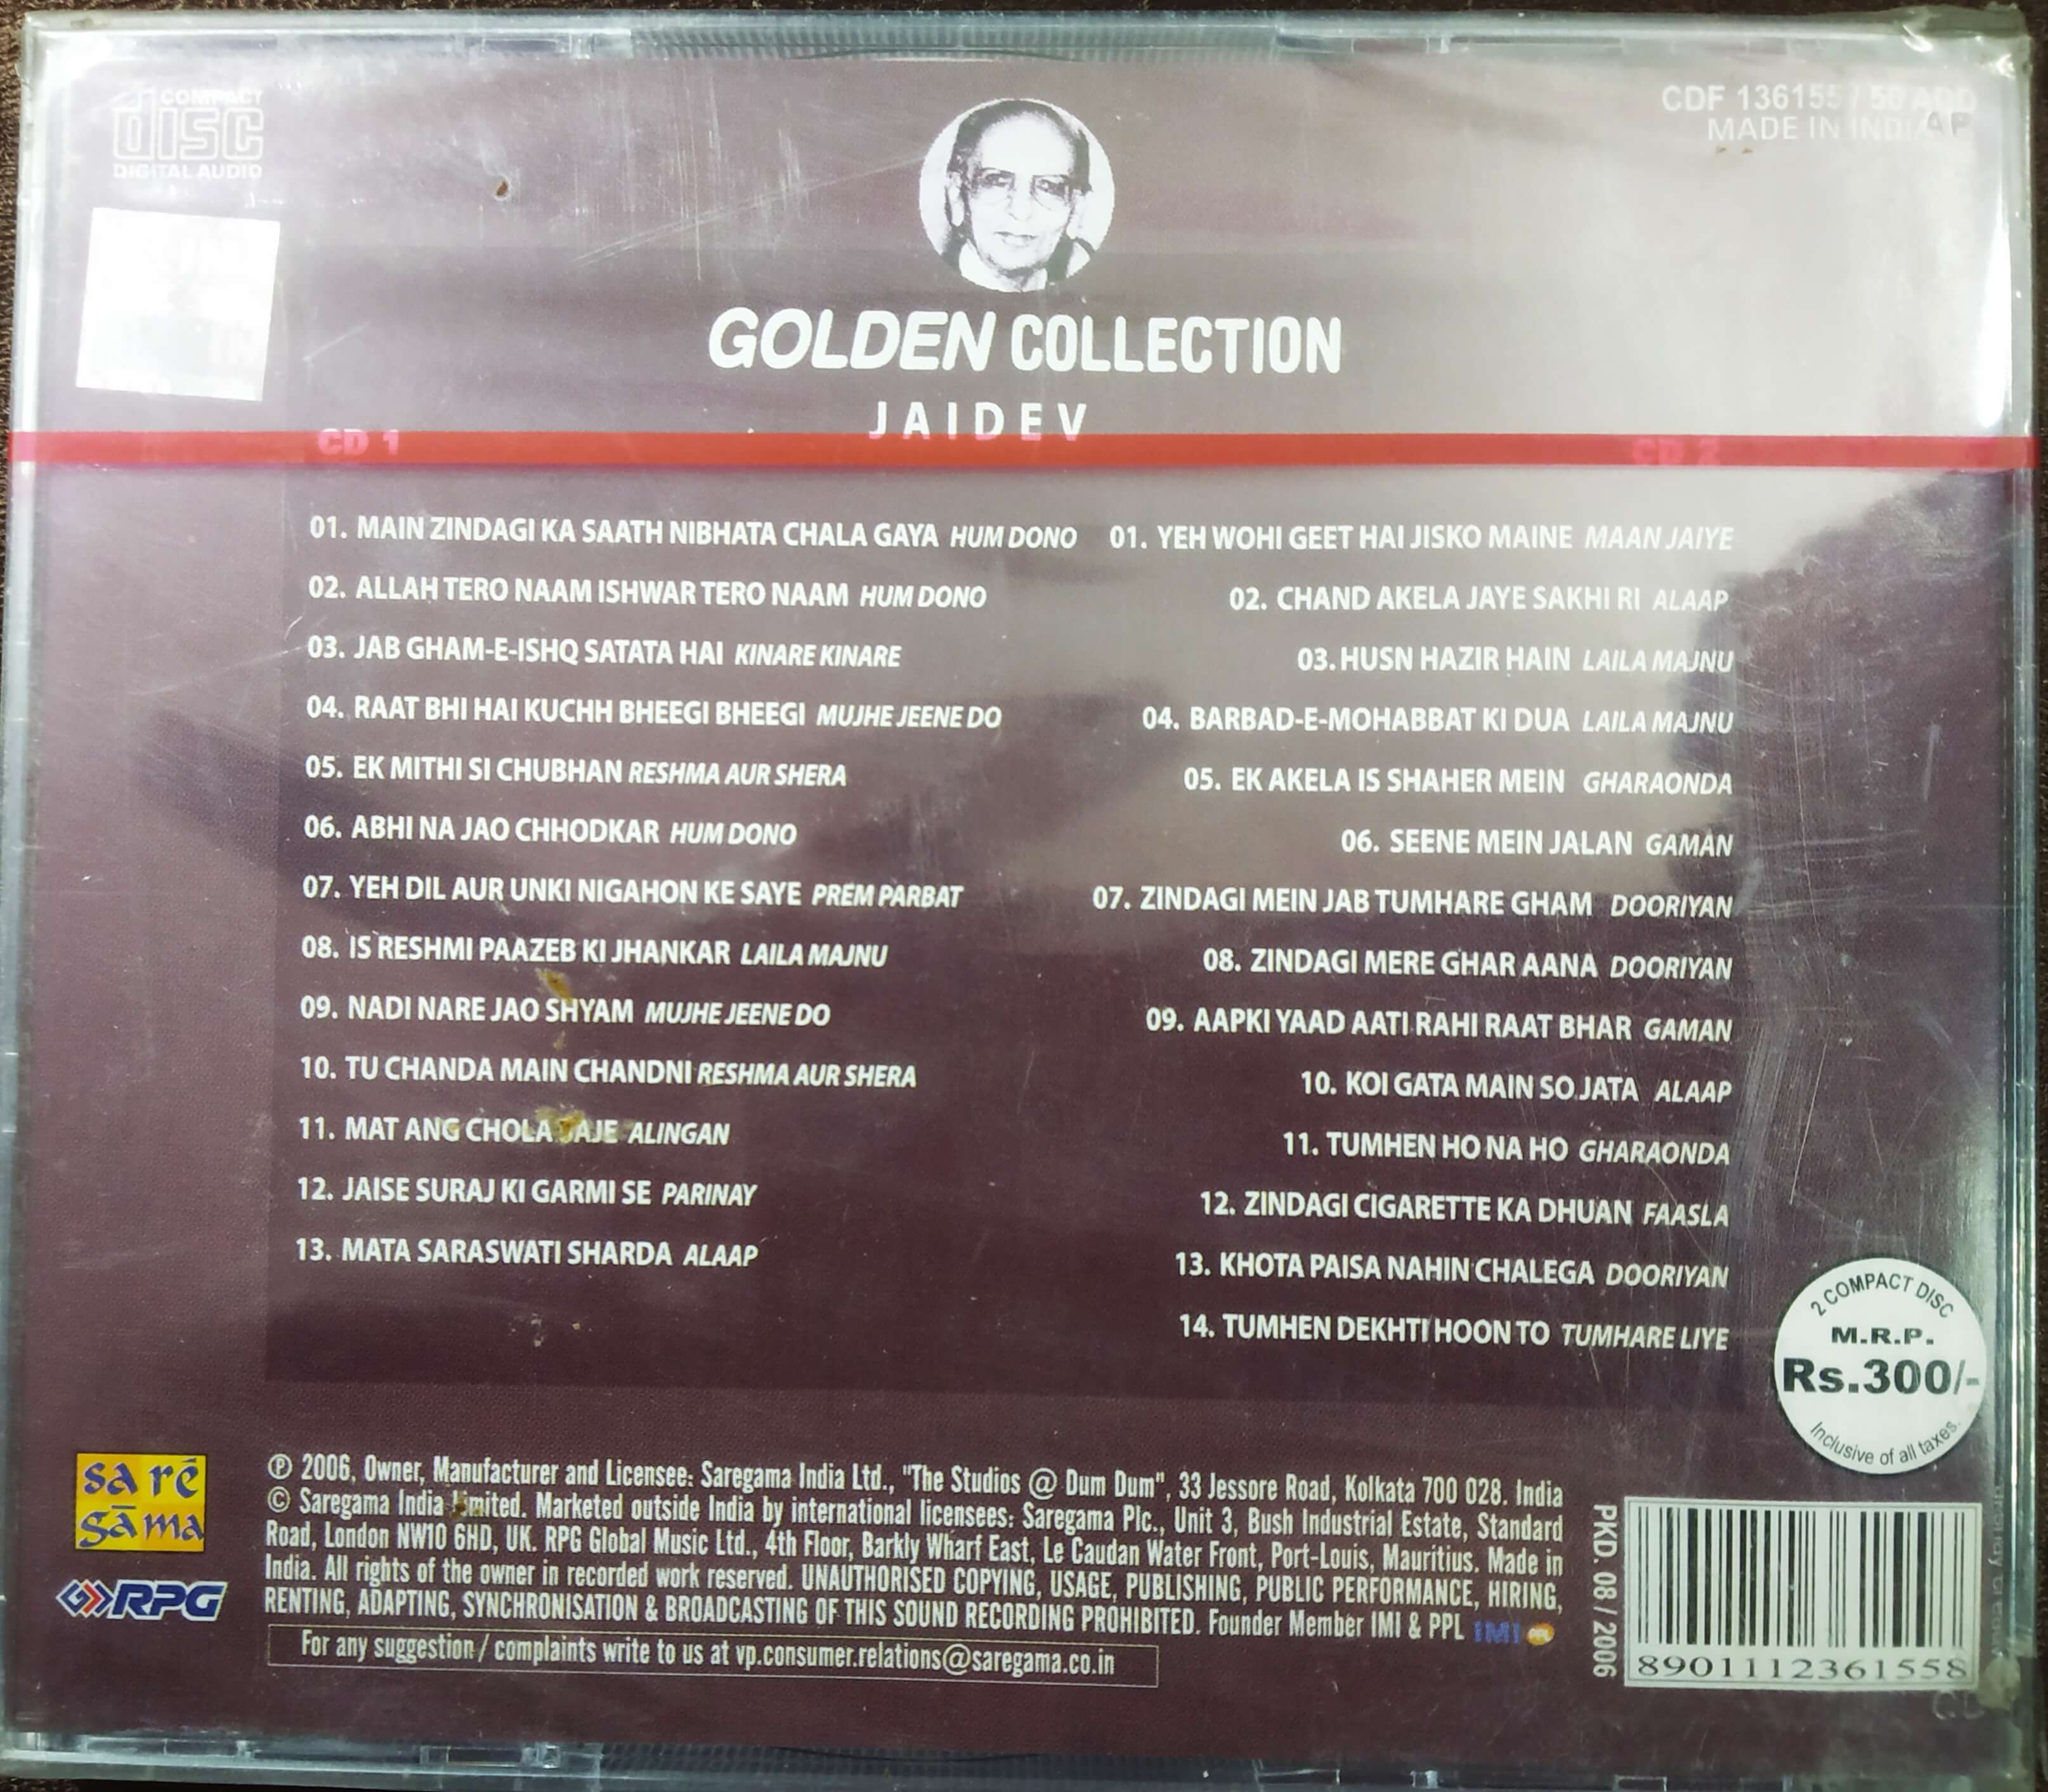 COMPACT
disc
DIGITAL AUDIO
CDF 136155 / 56 ADD
MADE IN INDIA
GOLDEN COLLECTION
JAIDEV
CD 1
01. MAIN ZINDAGI KA SAATH NIBHATA CHALA GAYA HUM DONO
02. ALLAH TERO NAAM ISHWAR TERO NAAM HUM DONO
03. JAB GHAM-E-ISHQ SATATA HAI KINARE KINARE
04. RAAT BHI HAI KUCHH BHEEGI BHEEGI MUJHE JEENE DO
05. EK MITHI SI CHUBHAN RESHMA AUR SHERA
06. ABHI NA JAO CHHODKAR HUM DONO
07. YEH DIL AUR UNKI NIGAHON KE SAYE PREM PARBAT
08. IS RESHMI PAAZEB KI JHANKAR LAILA MAJNU
09. NADI NARE JAO SHYAM MUJHE JEENE DO
10. TU CHANDA MAIN CHANDNI RESHMA AUR SHERA
11. MAT ANG CHOLA ALINGAN
12. JAISE SURAJ KI GARMI SE PARINAY
13. MATA SARASWATI SHARDA ALAAP
CD 2
01. YEH WOHI GEET HAI JISKO MAINE MAAN JAIYE
02. CHAND AKELA JAYE SAKHI RI ALAAP
03. HUSN HAZIR HAIN LAILA MAJNU
04. BARBAD-E-MOHABBAT KI DUA LAILA MAJNU
05. EK AKELA IS SHAHER MEIN GHARAONDA
06. SEENE MEIN JALAN GAMAN
07. ZINDAGI MEIN JAB TUMHARE GHAM DOORIYAN
08. ZINDAGI MERE GHAR AANA DOORIYAN
09. AAPKI YAAD AATI RAHI RAAT BHAR GAMAN
10. KOI GATA MAIN SO JATA ALAAP
11. TUMHEN HO NA HO GHARAONDA
12. ZINDAGI CIGARETTE KA DHUAN FAASLA
13. KHOTA PAISA NAHIN CHALEGA DOORIYAN
14. TUMHEN DEKHTI HOON TO TUMHARE LIYE
2 COMPACT DISC
M.R.P.
Rs.300/-
Inclusive of all taxes.
sa rē
gā ma
RPG
℗ 2006, Owner, Manufacturer and Licensee: Saregama India Ltd., "The Studios @ Dum Dum", 33 Jessore Road, Kolkata 700 028. India
© Saregama India Limited. Marketed outside India by international licensees: Saregama Plc., Unit 3, Bush Industrial Estate, Standard
Road, London NW10 6HD, UK. RPG Global Music Ltd., 4th Floor, Barkly Wharf East, Le Caudan Water Front, Port-Louis, Mauritius. Made in
India. All rights of the owner in recorded work reserved. UNAUTHORISED COPYING, USAGE, PUBLISHING, PUBLIC PERFORMANCE, HIRING,
RENTING, ADAPTING, SYNCHRONISATION & BROADCASTING OF THIS SOUND RECORDING PROHIBITED. Founder Member IMI & PPL IMI PPL
For any suggestion / complaints write to us at vp.consumer.relations@saregama.co.in
PKD. 08 / 2006
8901112361558